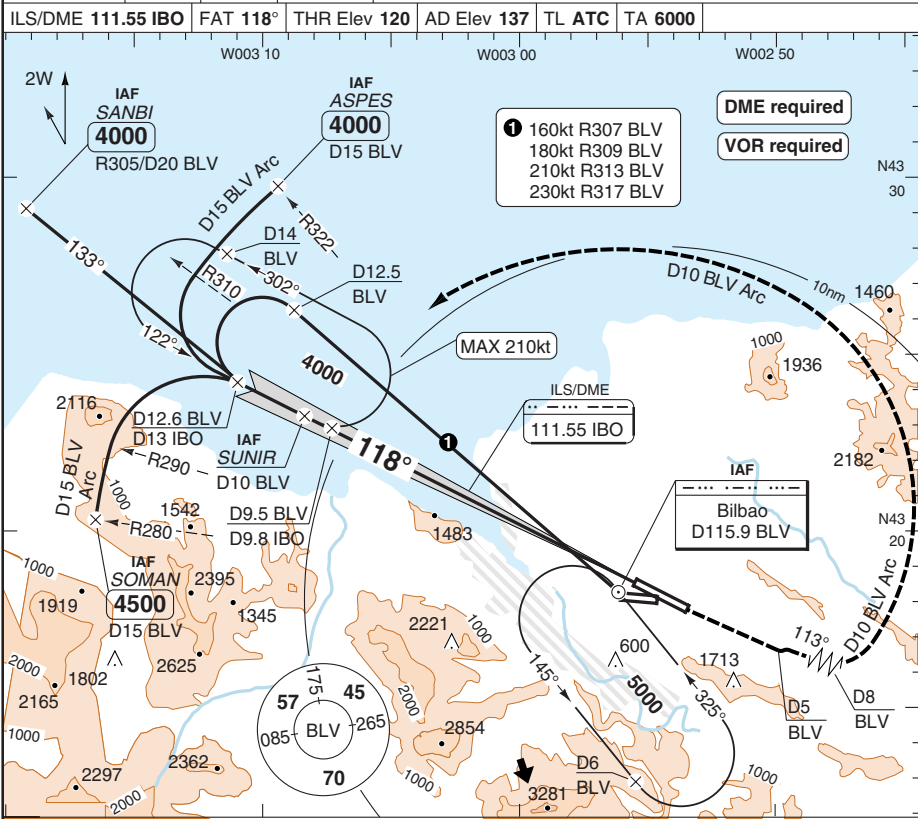 ILS/DME 111.55 IBO FAT 118° THR Elev 120 AD Elev 137 TL ATC TA 6000
W003 10
W003 00
W002 50
2W
IAF
SANBI
4000
R305/D20 BLV
IAF
ASPES
4000
D15 BLV
1 160kt R307 BLV
180kt R309 BLV
210kt R313 BLV
230kt R317 BLV
DME required
VOR required
N43
30
D15 BLV Arc
R322
133°
D14
BLV
302°
R310
D12.5
BLV
D10 BLV Arc
10nm
1460
122°
MAX 210kt
1000
1936
4000
ILS/DME
111.55 IBO
2116
D12.6 BLV
D13 IBO
IAF
SUNIR
D10 BLV
118°
1
2182
R290
D15 BLV
Arc
1000
IAF
Bilbao
D115.9 BLV
1542
R280
D9.5 BLV
D9.8 IBO
1483
N43
20
IAF
SOMAN
4500
D15 BLV
1000
1919
2395
1345
2221
1000
600
1713
113°
D10 BLV Arc
2000
1802
2625
2165
145°
5000
325°
D5
BLV
D8
BLV
175
57
45
085
BLV
265
70
2000
1000
2854
2362
D6
BLV
1000
2297
2000
1000
3281